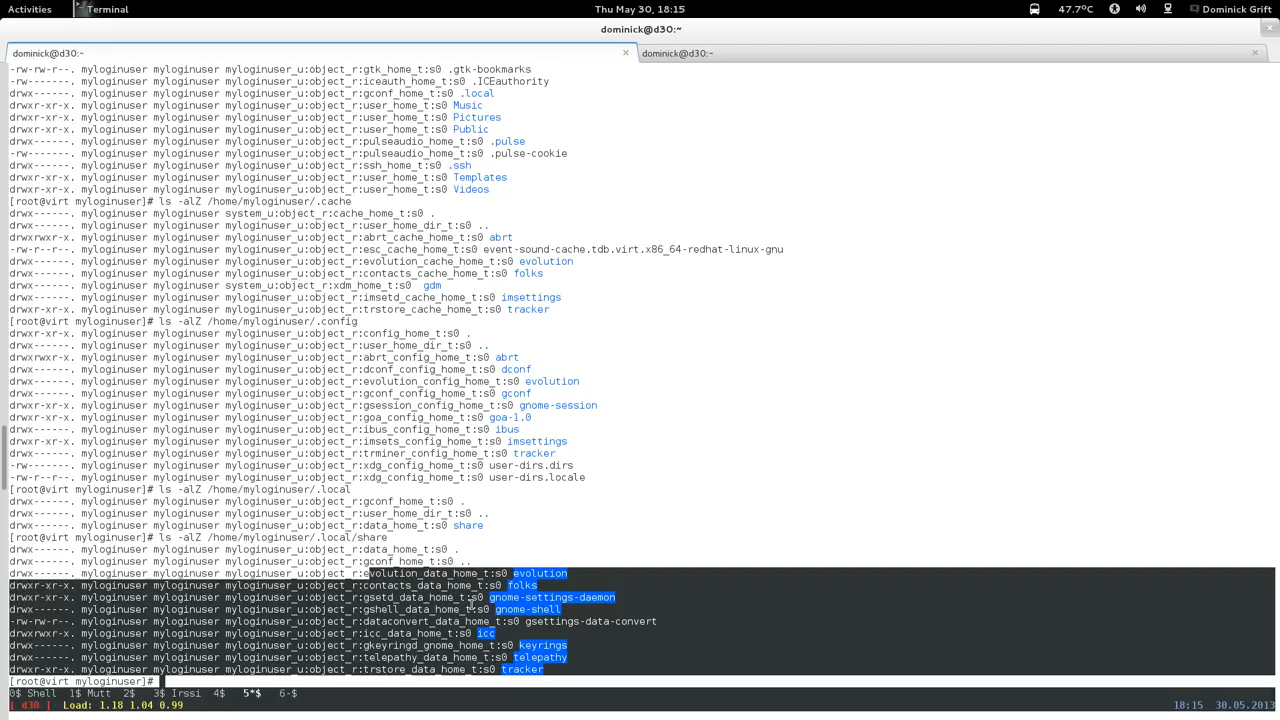 Activities Terminal Thu May 30, 18:15 47.7°C Dominick Grift
dominick@d30:~
dominick@d30:~ × dominick@d30:~ ×
-rw-rw-r--. myloginuser myloginuser myloginuser_u:object_r:gtk_home_t:s0 .gtk-bookmarks
-rw-------. myloginuser myloginuser myloginuser_u:object_r:iceauth_home_t:s0 .ICEauthority
drwx------. myloginuser myloginuser myloginuser_u:object_r:gconf_home_t:s0 .local
drwxr-xr-x. myloginuser myloginuser myloginuser_u:object_r:user_home_t:s0 Music
drwxr-xr-x. myloginuser myloginuser myloginuser_u:object_r:user_home_t:s0 Pictures
drwxr-xr-x. myloginuser myloginuser myloginuser_u:object_r:user_home_t:s0 Public
drwx------. myloginuser myloginuser myloginuser_u:object_r:pulseaudio_home_t:s0 .pulse
-rw-------. myloginuser myloginuser myloginuser_u:object_r:pulseaudio_home_t:s0 .pulse-cookie
drwx------. myloginuser myloginuser myloginuser_u:object_r:ssh_home_t:s0 .ssh
drwxr-xr-x. myloginuser myloginuser myloginuser_u:object_r:user_home_t:s0 Templates
drwxr-xr-x. myloginuser myloginuser myloginuser_u:object_r:user_home_t:s0 Videos
[root@virt myloginuser]# ls -alZ /home/myloginuser/.cache
drwx------. myloginuser myloginuser system_u:object_r:cache_home_t:s0 .
drwx------. myloginuser myloginuser myloginuser_u:object_r:user_home_dir_t:s0 ..
drwxrwxr-x. myloginuser myloginuser myloginuser_u:object_r:abrt_cache_home_t:s0 abrt
-rw-r--r--. myloginuser myloginuser myloginuser_u:object_r:esc_cache_home_t:s0 event-sound-cache.tdb.virt.x86_64-redhat-linux-gnu
drwx------. myloginuser myloginuser myloginuser_u:object_r:evolution_cache_home_t:s0 evolution
drwx------. myloginuser myloginuser myloginuser_u:object_r:contacts_cache_home_t:s0 folks
drwx------. myloginuser myloginuser system_u:object_r:xdm_home_t:s0 gdm
drwxr-xr-x. myloginuser myloginuser myloginuser_u:object_r:imsetd_cache_home_t:s0 imsettings
drwxr-xr-x. myloginuser myloginuser myloginuser_u:object_r:trstore_cache_home_t:s0 tracker
[root@virt myloginuser]# ls -alZ /home/myloginuser/.config
drwxr-xr-x. myloginuser myloginuser myloginuser_u:object_r:config_home_t:s0 .
drwx------. myloginuser myloginuser myloginuser_u:object_r:user_home_dir_t:s0 ..
drwxrwxr-x. myloginuser myloginuser myloginuser_u:object_r:abrt_config_home_t:s0 abrt
drwx------. myloginuser myloginuser myloginuser_u:object_r:dconf_config_home_t:s0 dconf
drwx------. myloginuser myloginuser myloginuser_u:object_r:evolution_config_home_t:s0 evolution
drwx------. myloginuser myloginuser myloginuser_u:object_r:gconf_config_home_t:s0 gconf
drwxr-xr-x. myloginuser myloginuser myloginuser_u:object_r:gsession_config_home_t:s0 gnome-session
drwxr-xr-x. myloginuser myloginuser myloginuser_u:object_r:goa_config_home_t:s0 goa-1.0
drwx------. myloginuser myloginuser myloginuser_u:object_r:ibus_config_home_t:s0 ibus
drwx------. myloginuser myloginuser myloginuser_u:object_r:imsets_config_home_t:s0 imsettings
drwx------. myloginuser myloginuser myloginuser_u:object_r:trminer_config_home_t:s0 tracker
-rw-------. myloginuser myloginuser myloginuser_u:object_r:xdg_config_home_t:s0 user-dirs.dirs
-rw-r--r--. myloginuser myloginuser myloginuser_u:object_r:xdg_config_home_t:s0 user-dirs.locale
[root@virt myloginuser]# ls -alZ /home/myloginuser/.local
drwx------. myloginuser myloginuser myloginuser_u:object_r:gconf_home_t:s0 .
drwx------. myloginuser myloginuser myloginuser_u:object_r:user_home_dir_t:s0 ..
drwx------. myloginuser myloginuser myloginuser_u:object_r:data_home_t:s0 share
[root@virt myloginuser]# ls -alZ /home/myloginuser/.local/share
drwx------. myloginuser myloginuser myloginuser_u:object_r:data_home_t:s0 .
drwx------. myloginuser myloginuser myloginuser_u:object_r:gconf_home_t:s0 ..
drwx------. myloginuser myloginuser myloginuser_u:object_r:evolution_data_home_t:s0 evolution
drwxr-xr-x. myloginuser myloginuser myloginuser_u:object_r:contacts_data_home_t:s0 folks
drwxr-xr-x. myloginuser myloginuser myloginuser_u:object_r:gsetd_data_home_t:s0 gnome-settings-daemon
drwx------. myloginuser myloginuser myloginuser_u:object_r:gshell_data_home_t:s0 gnome-shell
-rw-rw-r--. myloginuser myloginuser myloginuser_u:object_r:dataconvert_data_home_t:s0 gsettings-data-convert
drwxrwxr-x. myloginuser myloginuser myloginuser_u:object_r:icc_data_home_t:s0 icc
drwx------. myloginuser myloginuser myloginuser_u:object_r:gkeyringd_gnome_home_t:s0 keyrings
drwx------. myloginuser myloginuser myloginuser_u:object_r:telepathy_data_home_t:s0 telepathy
drwxr-xr-x. myloginuser myloginuser myloginuser_u:object_r:trstore_data_home_t:s0 tracker
[root@virt myloginuser]#
0$ Shell 1$ Mutt 2$ 3$ Irssi 4$ 5*$ 6-$
[ d30 ] Load: 1.18 1.04 0.99 18:15 30.05.2013